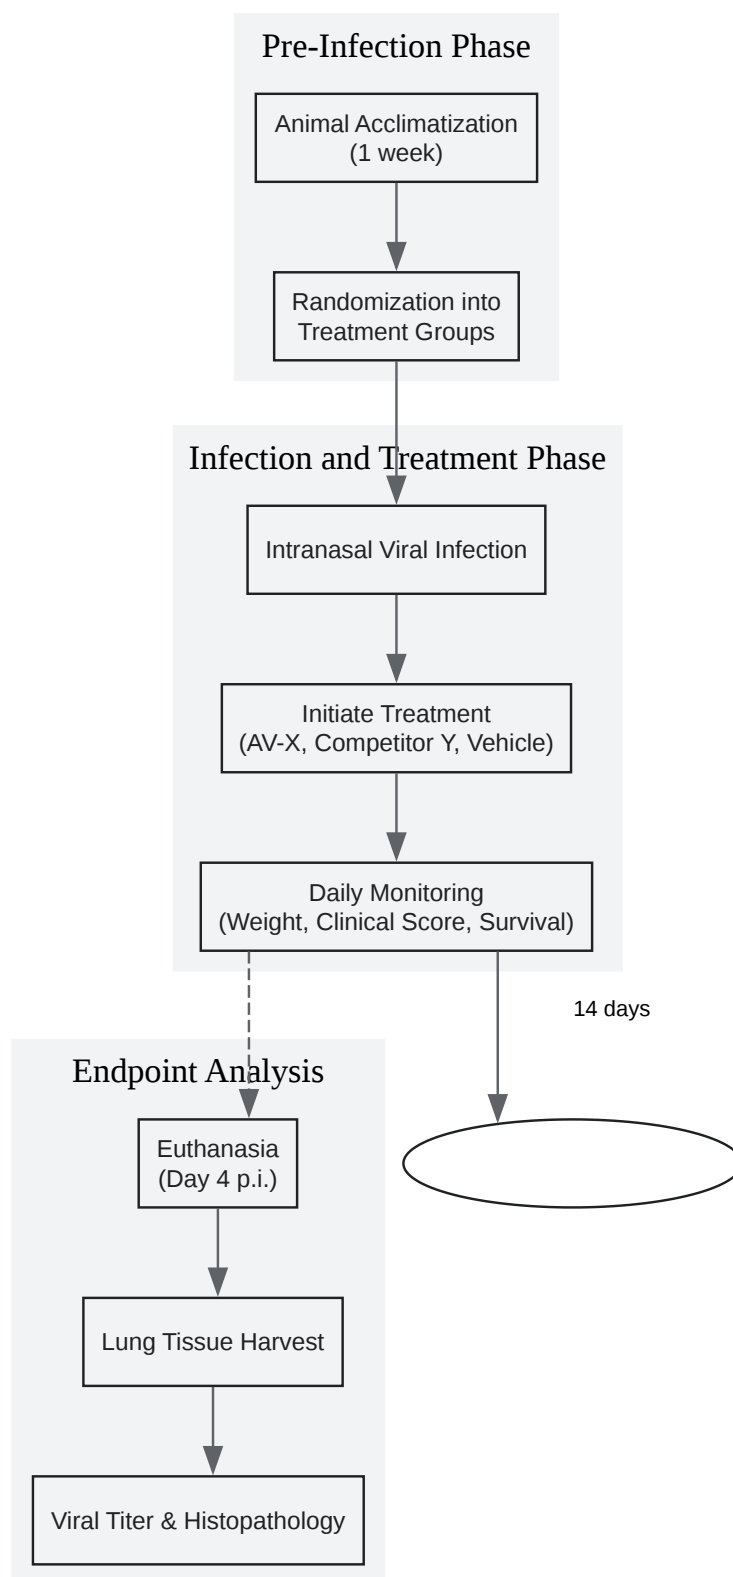 Pre-Infection Phase
Animal Acclimatization
(1 week)
Randomization into
Treatment Groups
Infection and Treatment Phase
Intranasal Viral Infection
Initiate Treatment
(AV-X, Competitor Y, Vehicle)
Daily Monitoring
(Weight, Clinical Score, Survival)
14 days
Endpoint Analysis
Euthanasia
(Day 4 p.i.)
Lung Tissue Harvest
Viral Titer & Histopathology